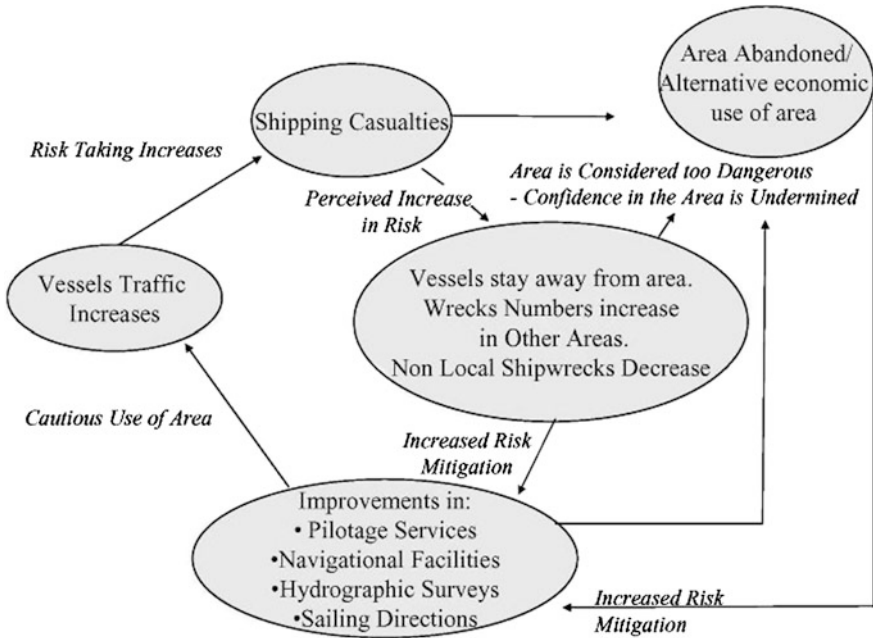 Area Abandoned/
Alternative economic
use of area
Shipping Casualties
Risk Taking Increases
Area is Considered too Dangerous
- Confidence in the Area is Undermined
Perceived Increase
in Risk
Vessels Traffic
Increases
Vessels stay away from area.
Wrecks Numbers increase
in Other Areas.
Non Local Shipwrecks Decrease
Cautious Use of Area
Increased Risk
Mitigation
Improvements in:
• Pilotage Services
•Navigational Facilities
•Hydrographic Surveys
•Sailing Directions
Increased Risk
Mitigation